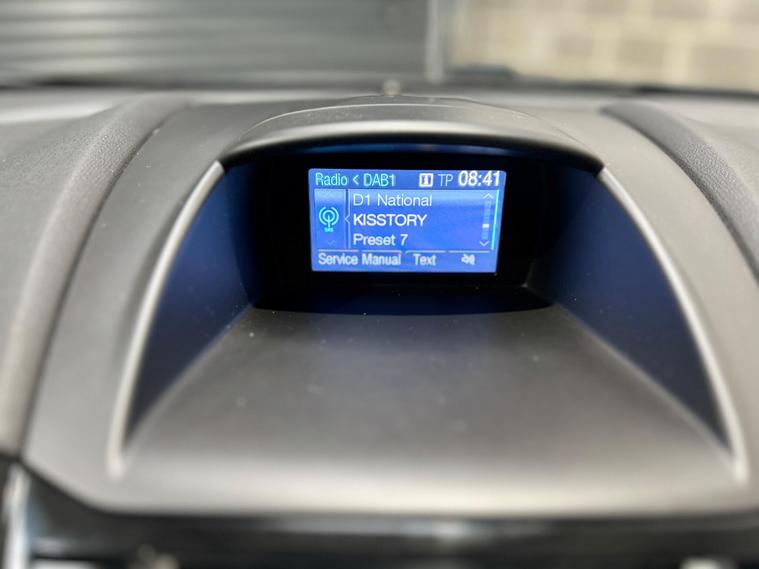 Radio < DAB1 TP 08:41
D1 National
KISSTORY
Preset 7
Service Manual Text